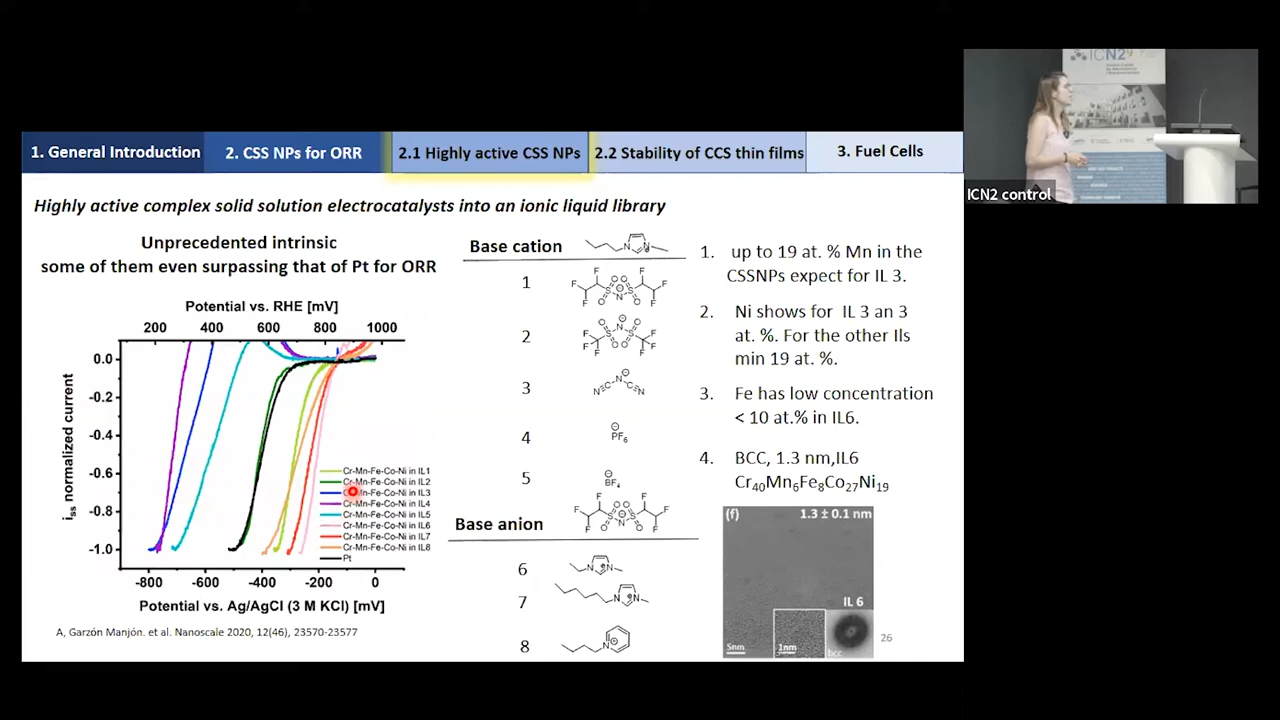 1. General Introduction
2. CSS NPs for ORR
2.1 Highly active CSS NPs
2.2 Stability of CCS thin films
3. Fuel Cells
ICN2
ICN2 control
Highly active complex solid solution electrocatalysts into an ionic liquid library
Unprecedented intrinsic
some of them even surpassing that of Pt for ORR
Potential vs. RHE [mV]
200 400 600 800 1000
0.0
-0.2
-0.4
-0.6
-0.8
-1.0
iss normalized current
Cr-Mn-Fe-Co-Ni in IL1
Cr-Mn-Fe-Co-Ni in IL2
Mn-Fe-Co-Ni in IL3
Cr-Mn-Fe-Co-Ni in IL4
Cr-Mn-Fe-Co-Ni in IL5
Cr-Mn-Fe-Co-Ni in IL6
Cr-Mn-Fe-Co-Ni in IL7
Cr-Mn-Fe-Co-Ni in IL8
Pt
-800 -600 -400 -200 0
Potential vs. Ag/AgCl (3 M KCl) [mV]
A, Garzón Manjón. et al. Nanoscale 2020, 12(46), 23570-23577
Base cation
1
2
3
4
PF6
5
BF4
Base anion
6
7
8
1. up to 19 at. % Mn in the
CSSNPs expect for IL 3.
2. Ni shows for IL 3 an 3
at. %. For the other Ils
min 19 at. %.
3. Fe has low concentration
< 10 at.% in IL6.
4. BCC, 1.3 nm,IL6
Cr40Mn6Fe8Co27Ni19
(f) 1.3 ± 0.1 nm
IL 6
5nm
1nm
bcc
26